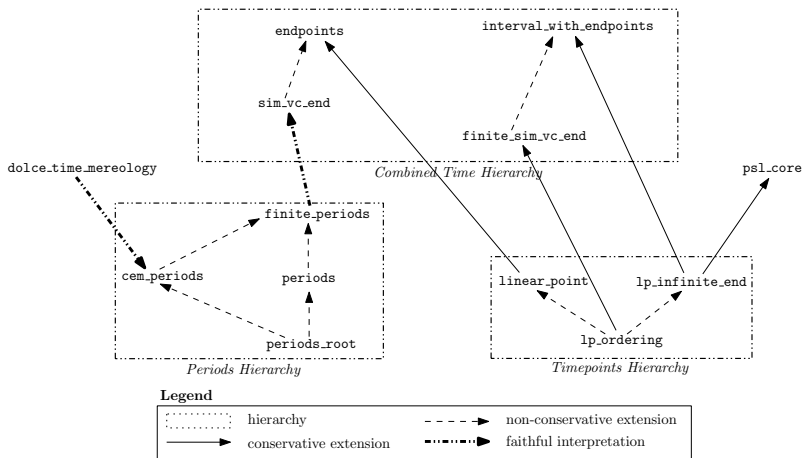 endpoints
interval_with_endpoints
sim_vc_end
finite_sim_vc_end
Combined Time Hierarchy
dolce_time_mereology
psl_core
finite_periods
cem_periods
periods
linear_point
lp_infinite_end
periods_root
lp_ordering
Periods Hierarchy
Timepoints Hierarchy
Legend
hierarchy
non-conservative extension
conservative extension
faithful interpretation